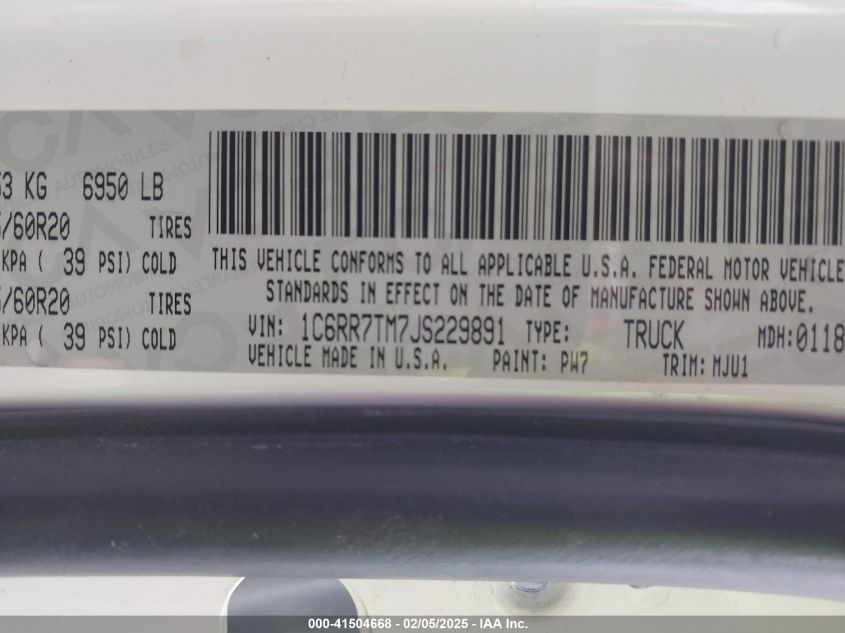 53 KG 6950 LB
/60R20 TIRES
KPA ( 39 PSI) COLD
/60R20 TIRES
KPA ( 39 PSI) COLD
THIS VEHICLE CONFORMS TO ALL APPLICABLE U.S.A. FEDERAL MOTOR VEHICLE
STANDARDS IN EFFECT ON THE DATE OF MANUFACTURE SHOWN ABOVE.
VIN: 1C6RR7TM7JS229891 TYPE: TRUCK MDH:0118
VEHICLE MADE IN U.S.A. PAINT: PW7 TRIM: MJU1
000-41504668 - 02/05/2025 - IAA Inc.